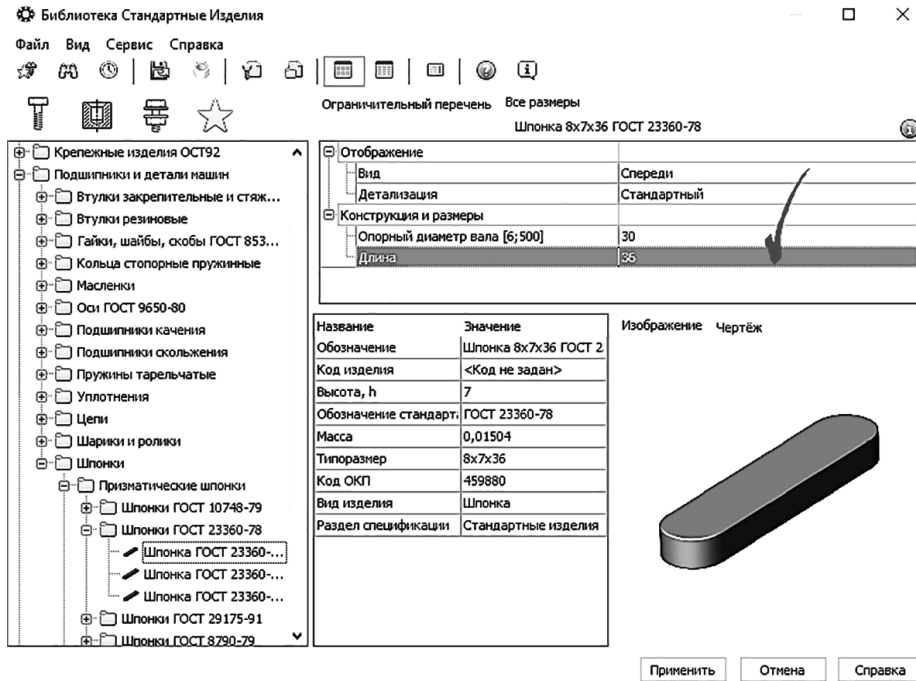 Библиотека Стандартные Изделия
Файл Вид Сервис Справка
Ограничительный перечень Все размеры
Шпонка 8x7x36 ГОСТ 23360-78
Крепежные изделия ОСТ92
Подшипники и детали машин
Втулки закрепительные и стяж...
Втулки резиновые
Гайки, шайбы, скобы ГОСТ 853...
Кольца стопорные пружинные
Масленки
Оси ГОСТ 9650-80
Подшипники качения
Подшипники скольжения
Пружины тарельчатые
Уплотнения
Цепи
Шарики и ролики
Шпонки
Призматические шпонки
Шпонки ГОСТ 10748-79
Шпонки ГОСТ 23360-78
Шпонка ГОСТ 23360-...
Шпонка ГОСТ 23360-...
Шпонка ГОСТ 23360-...
Шпонки ГОСТ 29175-91
Шпонки ГОСТ 8790-79
Отображение
Вид Спереди
Детализация Стандартный
Конструкция и размеры
Опорный диаметр вала [6;500] 30
Длина 36
Название Значение
Обозначение Шпонка 8x7x36 ГОСТ 2
Код изделия <Код не задан>
Высота, h 7
Обозначение стандарт: ГОСТ 23360-78
Масса 0,01504
Типоразмер 8x7x36
Код ОКП 459880
Вид изделия Шпонка
Раздел спецификации Стандартные изделия
Изображение Чертёж
Применить Отмена Справка